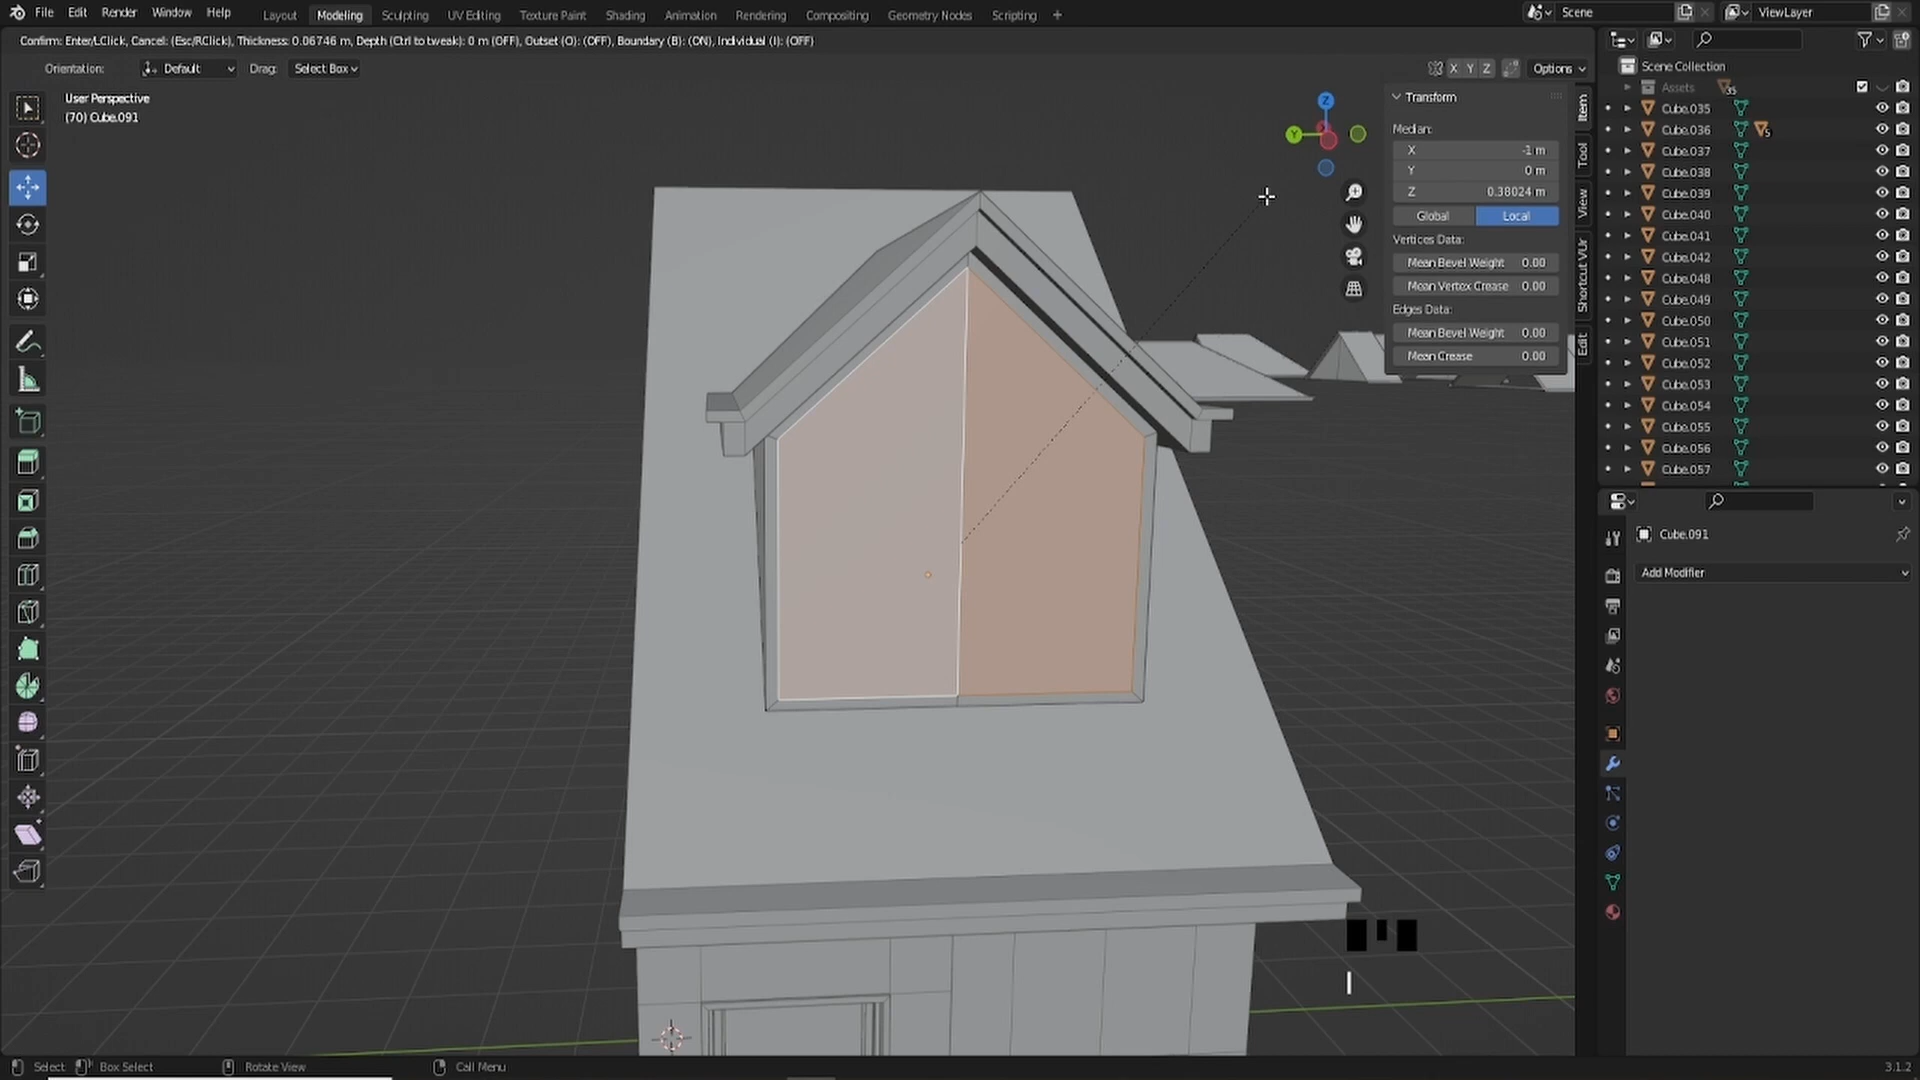 File Edit Render Window Help Layout Modeling Sculpting UV Editing Texture Paint Shading Animation Rendering Compositing Geometry Nodes Scripting + Scene ViewLayer
Confirm: Enter/LClick, Cancel: (Esc/RClick), Thickness: 0.06746 m, Depth (Ctrl to tweak): 0 m (OFF), Outset (O): (OFF), Boundary (B): (ON), Individual (I): (OFF)
Orientation: Default Drag: Select Box X Y Z Options
User Perspective
(70) Cube.091
Z
Y
Transform
Median:
X -1 m
Y 0 m
Z 0.38024 m
Global Local
Vertices Data:
Mean Bevel Weight 0.00
Mean Vertex Crease 0.00
Edges Data:
Mean Bevel Weight 0.00
Mean Crease 0.00
Item
Tool
View
Shortcut VUr
Edit
Scene Collection
Assets 35
Cube.035
Cube.036 5
Cube.037
Cube.038
Cube.039
Cube.040
Cube.041
Cube.042
Cube.048
Cube.049
Cube.050
Cube.051
Cube.052
Cube.053
Cube.054
Cube.055
Cube.056
Cube.057
Cube.091
Add Modifier
I
Select Box Select Rotate View Call Menu 3.1.2